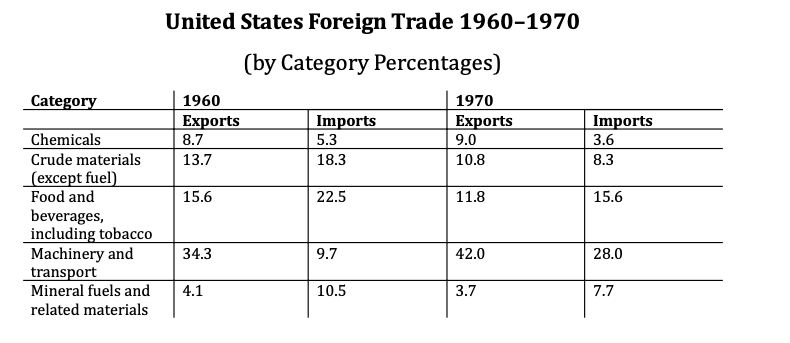 United States Foreign Trade 1960–1970
(by Category Percentages)
Category 1960 1970
Exports Imports Exports Imports
Chemicals 8.7 5.3 9.0 3.6
Crude materials 13.7 18.3 10.8 8.3
(except fuel)
Food and 15.6 22.5 11.8 15.6
beverages,
including tobacco
Machinery and 34.3 9.7 42.0 28.0
transport
Mineral fuels and 4.1 10.5 3.7 7.7
related materials